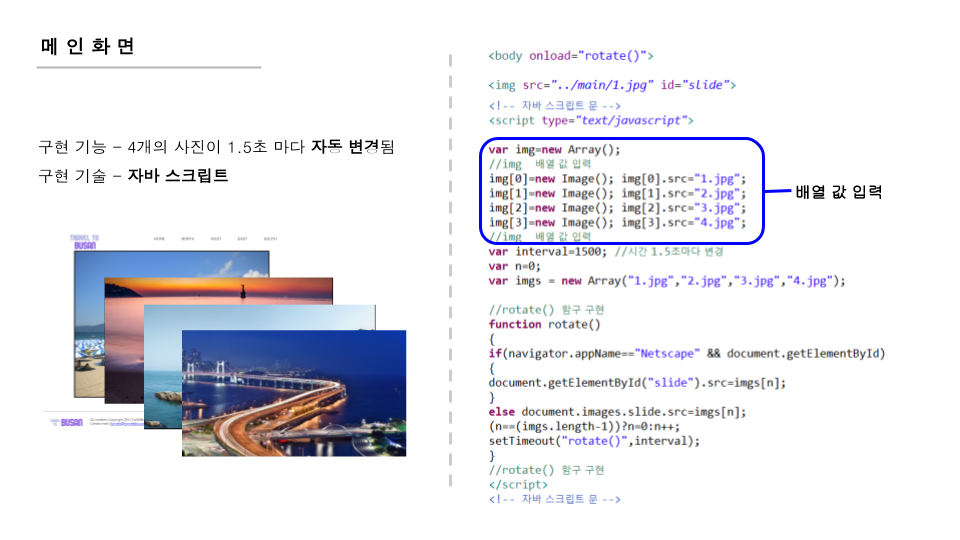 메인화면
구현 기능 – 4개의 사진이 1.5초 마다 자동 변경됨
구현 기술 – 자바 스크립트
TRAVEL TO
BUSAN
HOME NORTH WEST EAST SOUTH
BUSAN
<body onload="rotate()">
<img src="../main/1.jpg" id="slide">
<!-- 자바 스크립트 문 -->
<script type="text/javascript">
var img=new Array();
//img 배열 값 입력
img[0]=new Image(); img[0].src="1.jpg";
img[1]=new Image(); img[1].src="2.jpg";
img[2]=new Image(); img[2].src="3.jpg";
img[3]=new Image(); img[3].src="4.jpg";
//img 배열 값 입력
배열 값 입력
var interval=1500; //시간 1.5초마다 변경
var n=0;
var imgs = new Array("1.jpg","2.jpg","3.jpg","4.jpg");
//rotate() 함구 구현
function rotate()
{
if(navigator.appName=="Netscape" && document.getElementById)
{
document.getElementById("slide").src=imgs[n];
}
else document.images.slide.src=imgs[n];
(n==(imgs.length-1))?n=0:n++;
setTimeout("rotate()",interval);
}
//rotate() 함구 구현
</script>
<!-- 자바 스크립트 문 -->